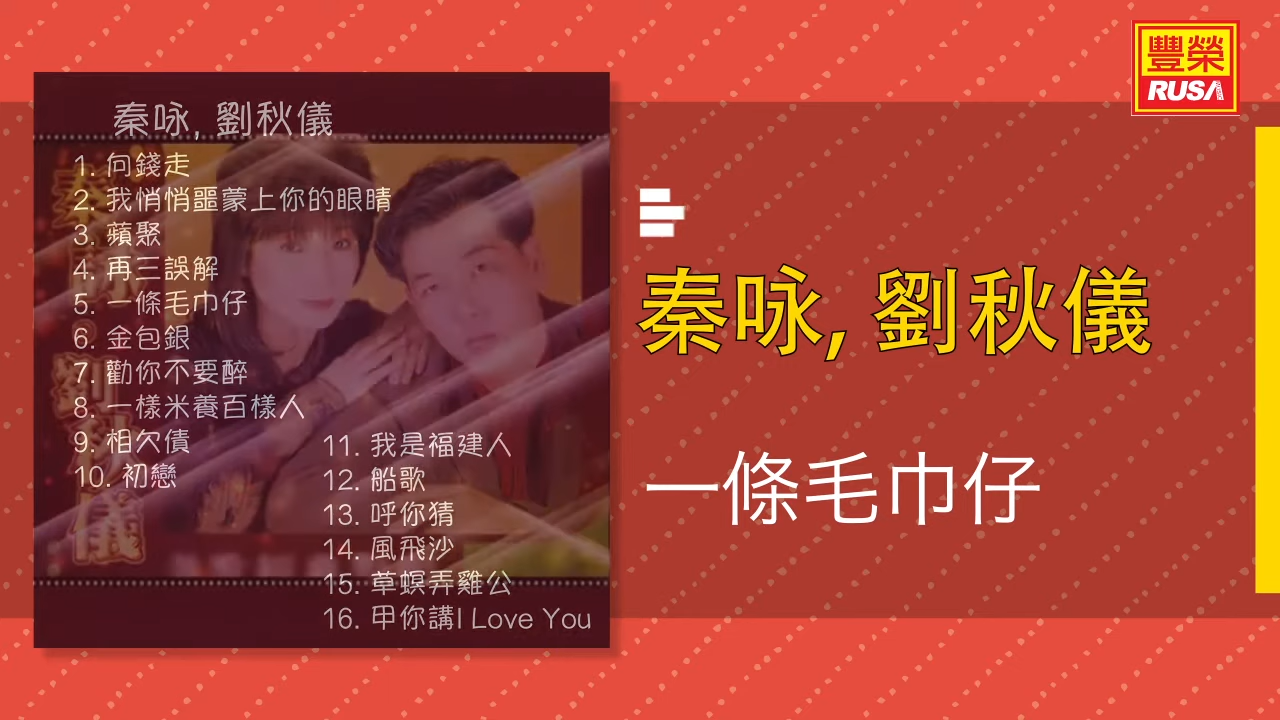 秦咏, 劉秋儀
1. 向錢走
2. 我悄悄噩蒙上你的眼睛
3. 蘋聚
4. 再三誤解
5. 一條毛巾仔
6. 金包銀
7. 勸你不要醉
8. 一樣米養百樣人
9. 相欠債
10. 初戀
11. 我是福建人
12. 船歌
13. 呼你猜
14. 風飛沙
15. 草螟弄雞公
16. 甲你講I Love You
豐榮
RUSA
秦咏, 劉秋儀
一條毛巾仔
儀